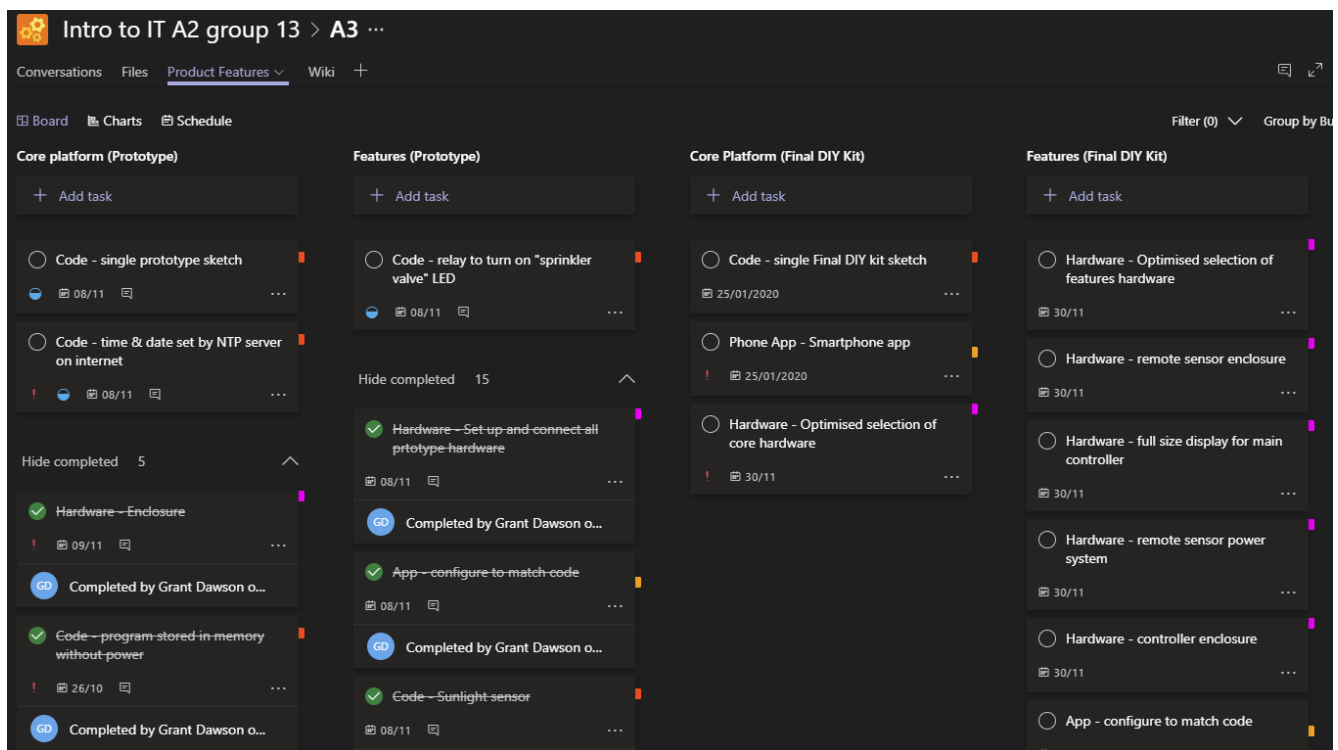 Intro to IT A2 group 13 > A3 ...
Conversations Files Product Features Wiki
Board Charts Schedule
Filter (0) Group by Bu
Core platform (Prototype)
Add task
Code - single prototype sketch
08/11
Code - time & date set by NTP server
on internet
! 08/11
Hide completed 5
Hardware - Enclosure
! 09/11
GD Completed by Grant Dawson o...
Code - program stored in memory
without power
! 26/10
GD Completed by Grant Dawson o...
Features (Prototype)
Add task
Code - relay to turn on "sprinkler
valve" LED
08/11
Hide completed 15
Hardware - Set up and connect all
prtotype hardware
08/11
GD Completed by Grant Dawson o...
App - configure to match code
08/11
GD Completed by Grant Dawson o...
Code - Sunlight sensor
08/11
Core Platform (Final DIY Kit)
Add task
Code - single Final DIY kit sketch
25/01/2020
Phone App - Smartphone app
! 25/01/2020
Hardware - Optimised selection of
core hardware
! 30/11
Features (Final DIY Kit)
Add task
Hardware - Optimised selection of
features hardware
30/11
Hardware - remote sensor enclosure
30/11
Hardware - full size display for main
controller
30/11
Hardware - remote sensor power
system
30/11
Hardware - controller enclosure
30/11
App - configure to match code